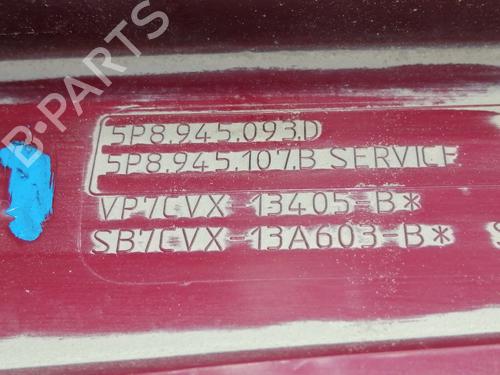 B-PARTS
5P8.945.093.D
5P8.945.107.B SERVICE
VP7CVX-13405-B*
SB7CVX-13A603-B*